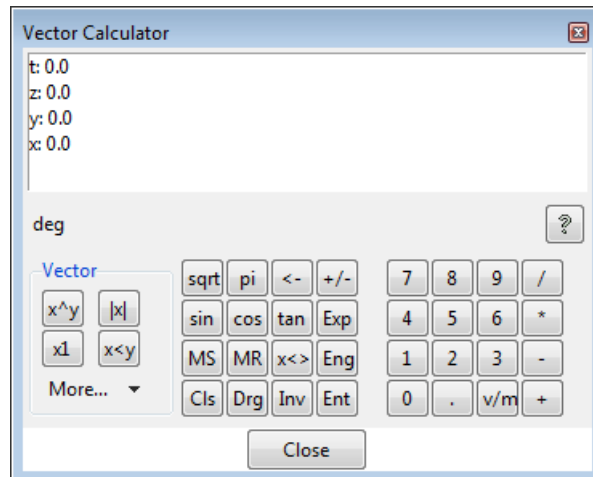 Vector Calculator
t: 0.0
z: 0.0
y: 0.0
x: 0.0
deg ?
Vector
x^y |x|
x1 x<y
More...
sqrt pi <- +/- 7 8 9 /
sin cos tan Exp 4 5 6 *
MS MR x<> Eng 1 2 3 -
Cls Drg Inv Ent 0 . v/m +
Close